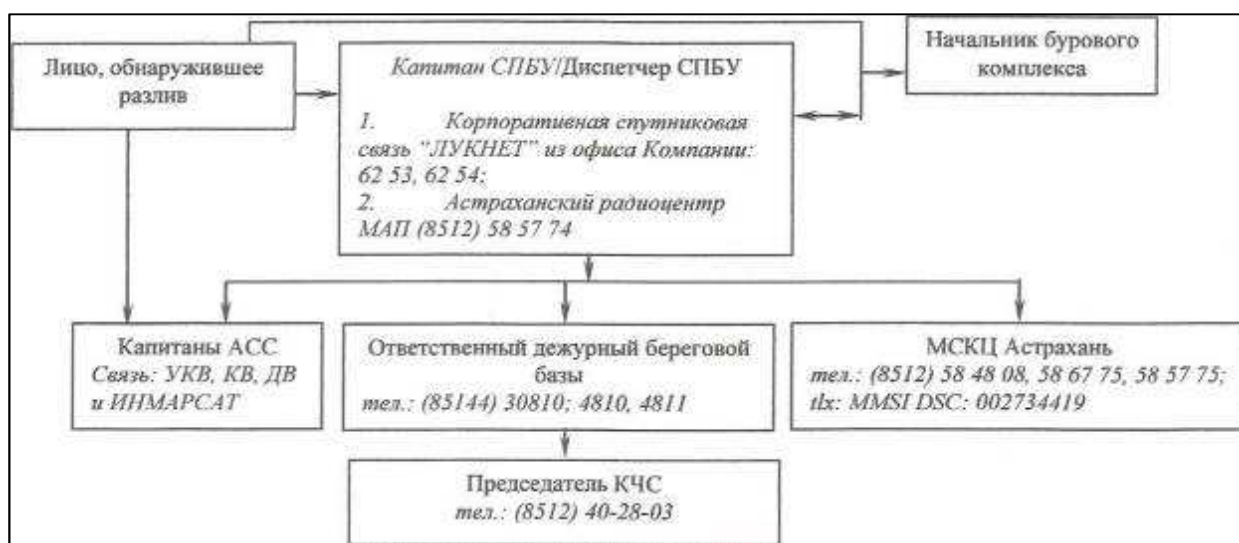 Лицо, обнаружившее
разлив
Капитан СПБУ/Диспетчер СПБУ
1. Корпоративная спутниковая
связь “ЛУКНЕТ” из офиса Компании:
62 53, 62 54;
2. Астраханский радиоцентр
МАП (8512) 58 57 74
Начальник бурового
комплекса
Капитаны АСС
Связь: УКВ, КВ, ДВ
и ИНМАРСАТ
Ответственный дежурный береговой
базы
тел.: (85144) 30810; 4810, 4811
МСКЦ Астрахань
тел.: (8512) 58 48 08, 58 67 75, 58 57 75;
tlx: MMSI DSC: 002734419
Председатель КЧС
тел.: (8512) 40-28-03